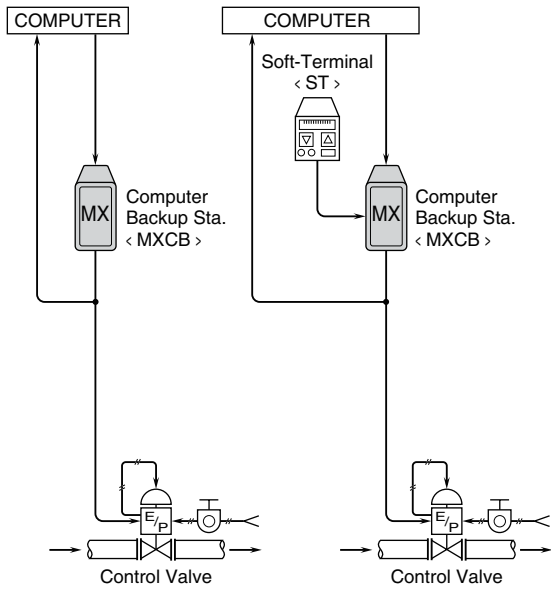 COMPUTER
MX
Computer
Backup Sta.
‹ MXCB ›
E/P
Control Valve
COMPUTER
Soft-Terminal
‹ ST ›
MX
Computer
Backup Sta.
‹ MXCB ›
E/P
Control Valve